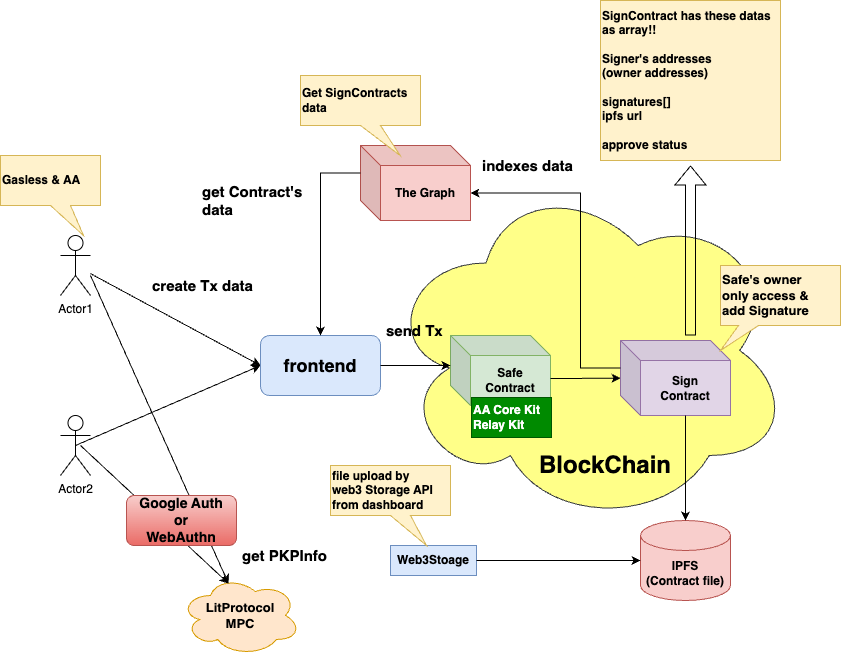 SignContract has these datas
as array!!
Signer's addresses
(owner addresses)
signatures[]
ipfs url
approve status
Get SignContracts
data
indexes data
The Graph
Gasless & AA
get Contract's
data
Actor1
create Tx data
Safe's owner
only access &
add Signature
send Tx
frontend
Safe
Contract
AA Core Kit
Relay Kit
Sign
Contract
BlockChain
Actor2
file upload by
web3 Storage API
from dashboard
Google Auth
or
WebAuthn
get PKPInfo
Web3Stoage
IPFS
(Contract file)
LitProtocol
MPC